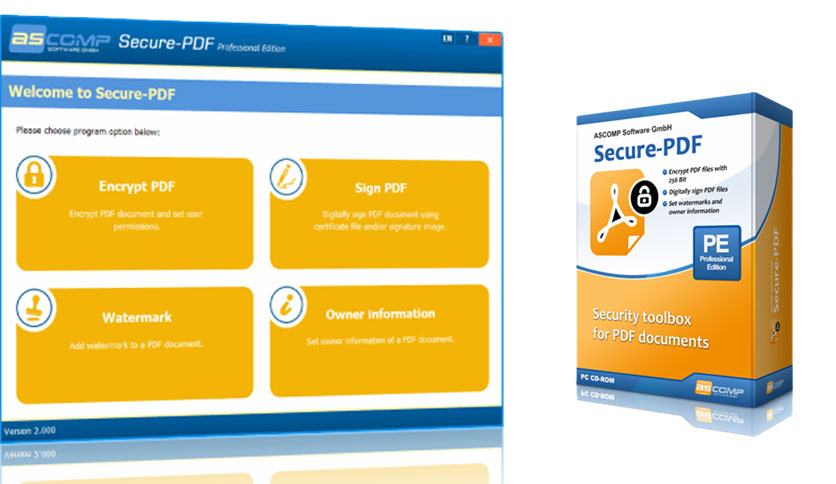 ascomp
SOFTWARE GMBH
Secure-PDF Professional Edition
EN ?
Welcome to Secure-PDF
Please choose program option below:
Encrypt PDF
Encrypt PDF document and set user
permissions.
Sign PDF
Digitally sign PDF document using
certificate file and/or signature image.
Watermark
Add watermark to a PDF document.
Owner information
Set owner information of a PDF document.
Version 2.000
ASCOMP Software GmbH
Secure-PDF
Encrypt PDF files with
256 Bit
Digitally sign PDF files
Set watermarks and
owner information
PE
Professional
Edition
Security toolbox
for PDF documents
PC CD-ROM
ascomp
Secure-PDF
ascomp